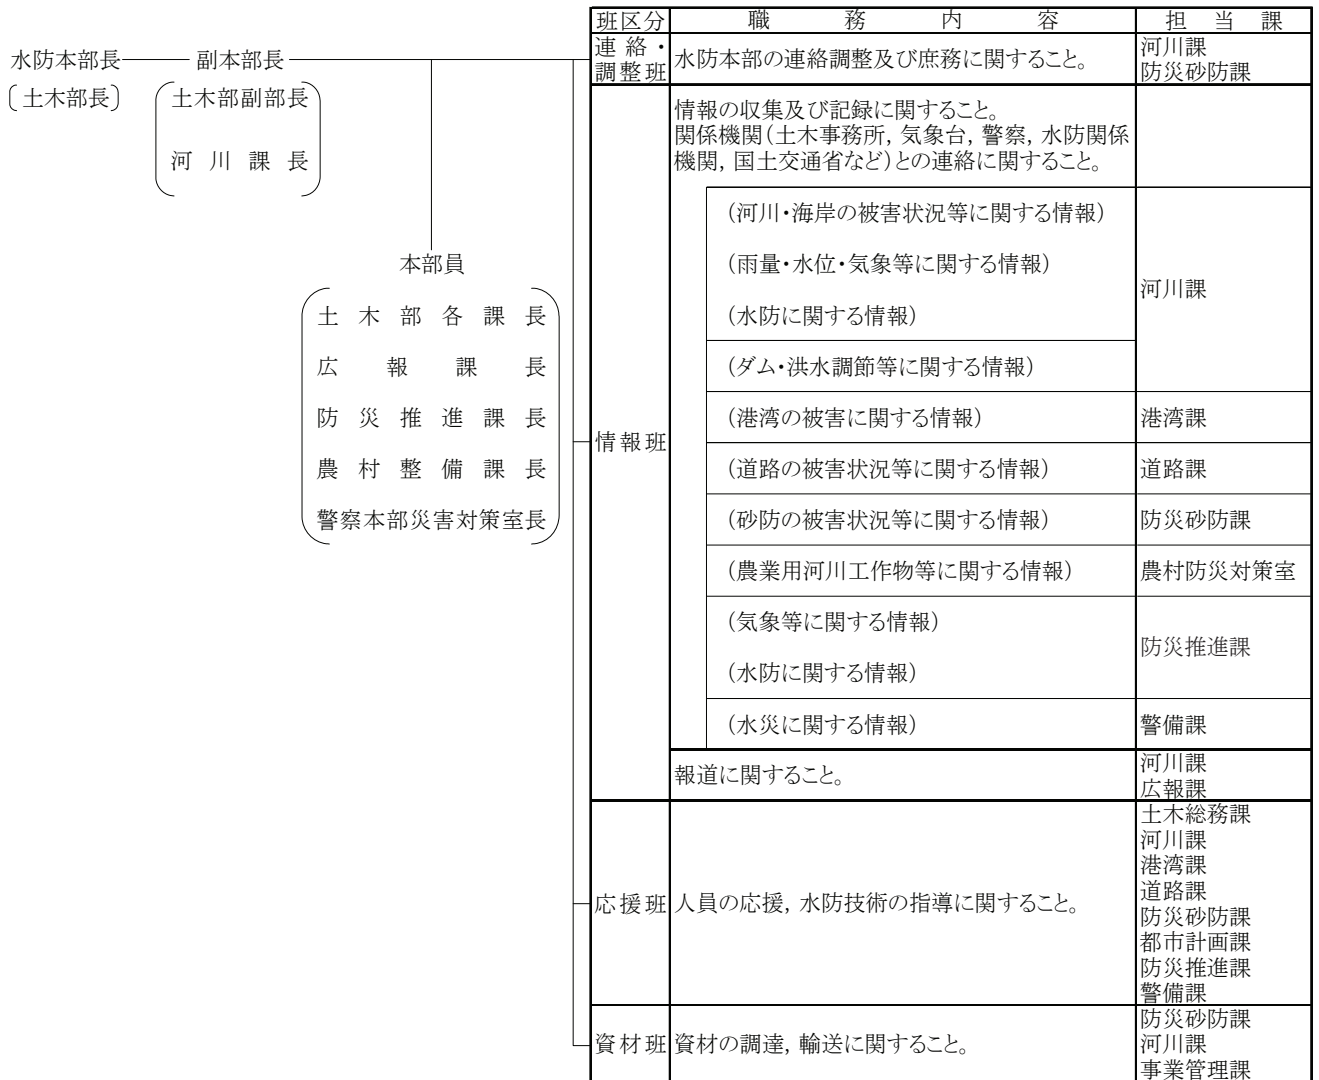 水防本部長 副本部長
〔土木部長〕
土木部副部長
河川課長
本部員
土木部各課長
広報課長
防災推進課長
農村整備課長
警察本部災害対策室長
班区分 職務内容 担当課
連絡・
調整班
水防本部の連絡調整及び庶務に関すること。
河川課
防災砂防課
情報班
情報の収集及び記録に関すること。
関係機関(土木事務所, 気象台, 警察, 水防関係
機関, 国土交通省など)との連絡に関すること。
(河川・海岸の被害状況等に関する情報)
(雨量・水位・気象等に関する情報)
(水防に関する情報)
(ダム・洪水調節等に関する情報)
河川課
(港湾の被害に関する情報) 港湾課
(道路の被害状況等に関する情報) 道路課
(砂防の被害状況等に関する情報) 防災砂防課
(農業用河川工作物等に関する情報) 農村防災対策室
(気象等に関する情報)
(水防に関する情報)
防災推進課
(水災に関する情報) 警備課
報道に関すること。
河川課
広報課
応援班 人員の応援, 水防技術の指導に関すること。
土木総務課
河川課
港湾課
道路課
防災砂防課
都市計画課
防災推進課
警備課
資材班 資材の調達, 輸送に関すること。
防災砂防課
河川課
事業管理課